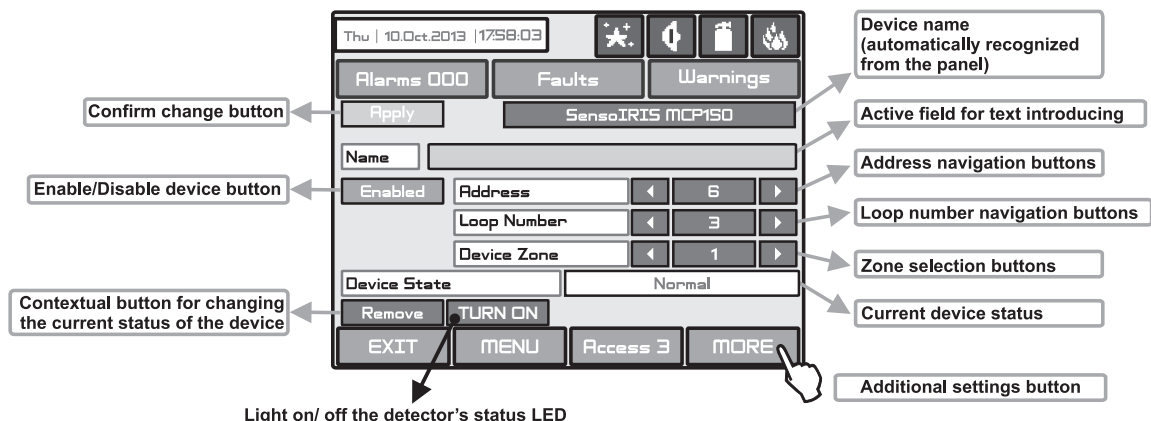 Thu | 10.Oct.2013 | 17:58:03
Device name
(automatically recognized
from the panel)
Alarms 000
Faults
Warnings
Confirm change button
Apply
SensoIRIS MCP150
Active field for text introducing
Name
Address navigation buttons
Enable/Disable device button
Enabled
Address
6
Loop Number
3
Loop number navigation buttons
Device Zone
1
Zone selection buttons
Device State
Normal
Current device status
Contextual button for changing
the current status of the device
Remove
TURN ON
EXIT
MENU
Access 3
MORE
Additional settings button
Light on/ off the detector's status LED